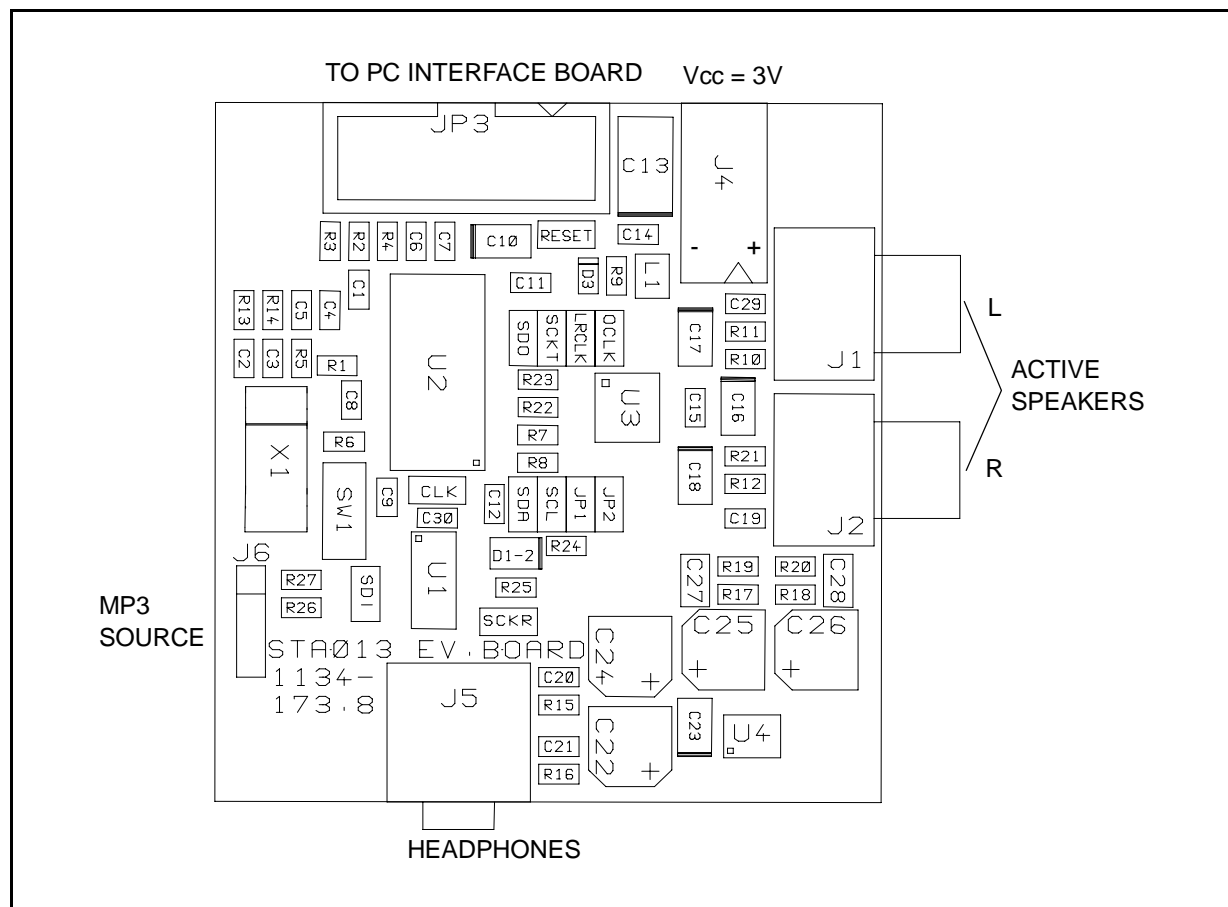 TO PC INTERFACE BOARD
Vcc = 3V
JP3
C13
J4
- +
R3
R2
R4
C6
C7
C10
RESET
C14
C11
D3
R9
L1
C1
R13
R14
C5
C4
C29
R11
R10
C17
J1
L
SDO
SCKT
LRCLK
OCLK
C2
C3
R5
R1
U2
R23
R22
R7
R8
U3
C15
C16
ACTIVE
SPEAKERS
C8
R6
X1
SW1
R21
R12
C18
C19
J2
R
C9
CLK
C30
C12
SDA
SCL
JP1
JP2
R24
D1-2
R25
U1
J6
R27
R26
SDI
SCKR
MP3
SOURCE
C27
R19
R17
R20
R18
C28
C25
+
C26
+
STA013 EV.BOARD
1134-
173.8
J5
C20
R15
C21
R16
C24
+
C22
+
C23
U4
HEADPHONES